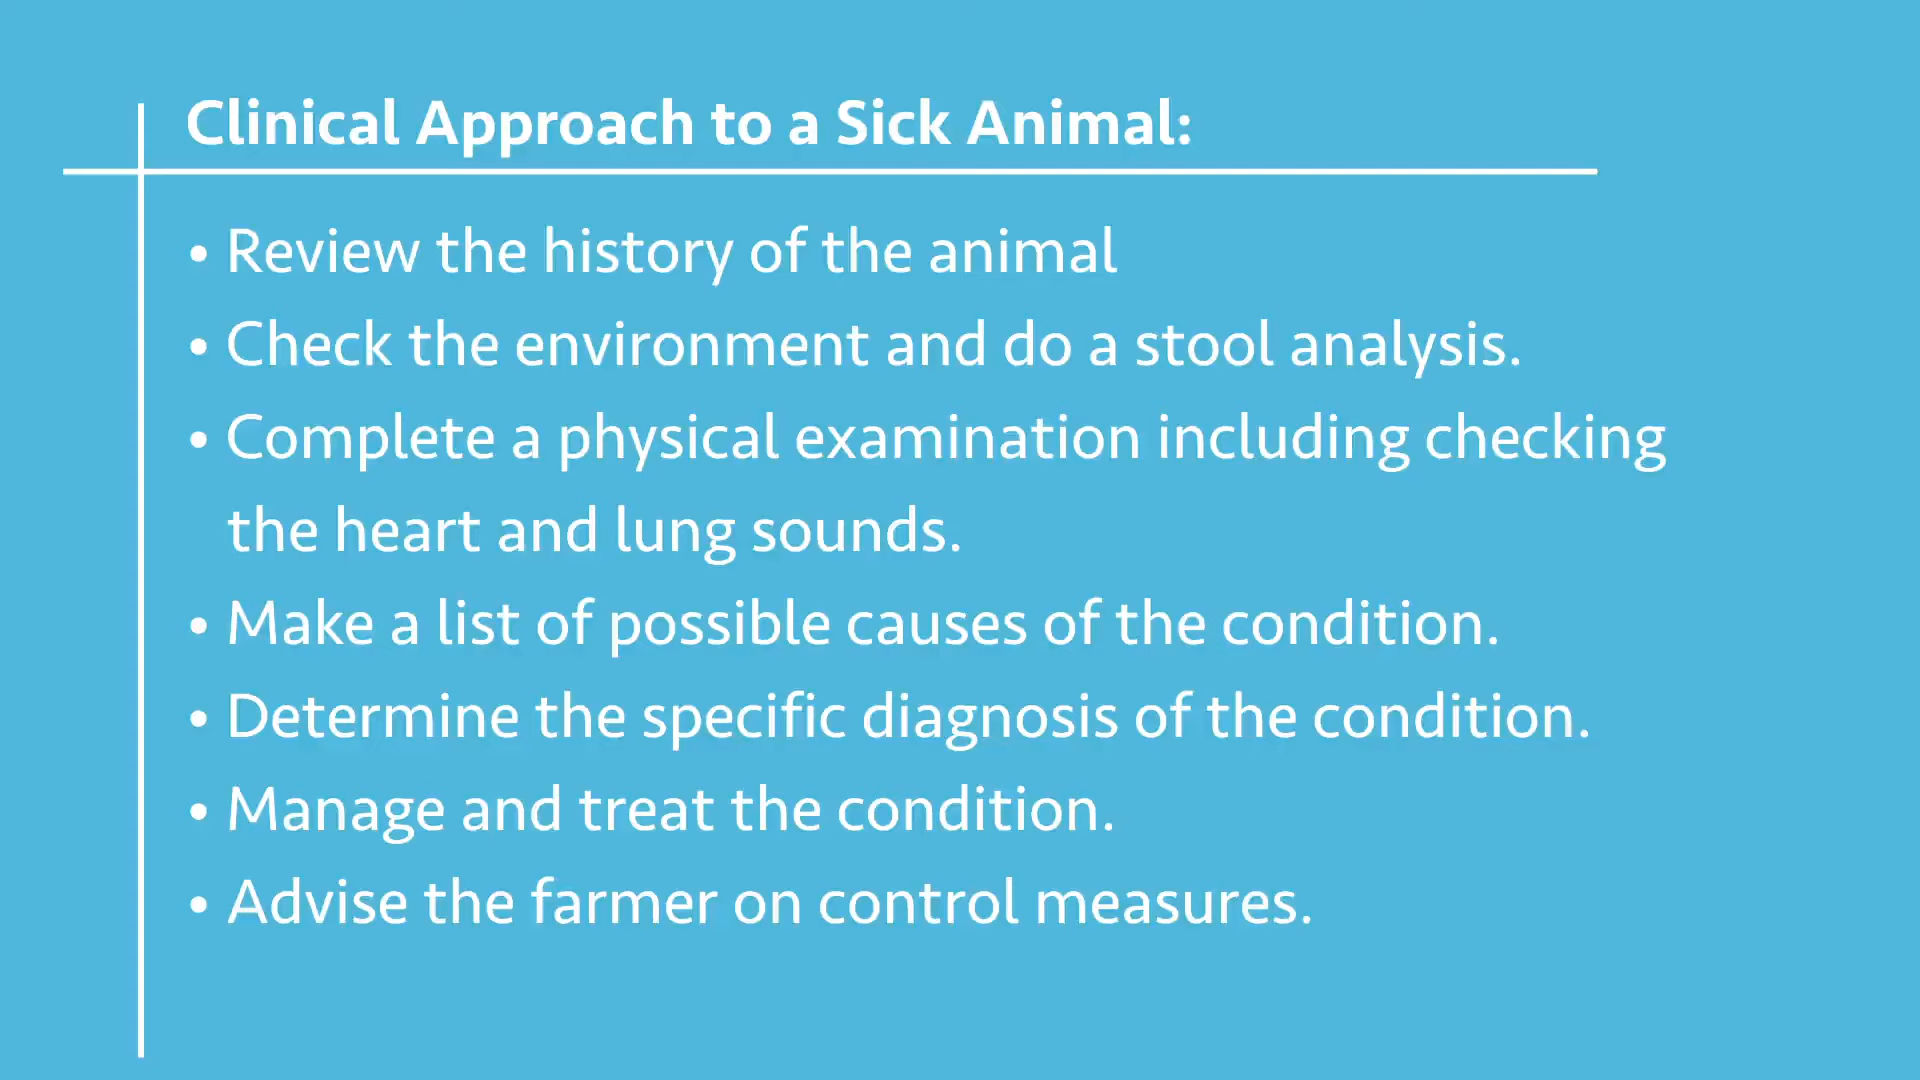 Clinical Approach to a Sick Animal:
• Review the history of the animal
• Check the environment and do a stool analysis.
• Complete a physical examination including checking
the heart and lung sounds.
• Make a list of possible causes of the condition.
• Determine the specific diagnosis of the condition.
• Manage and treat the condition.
• Advise the farmer on control measures.